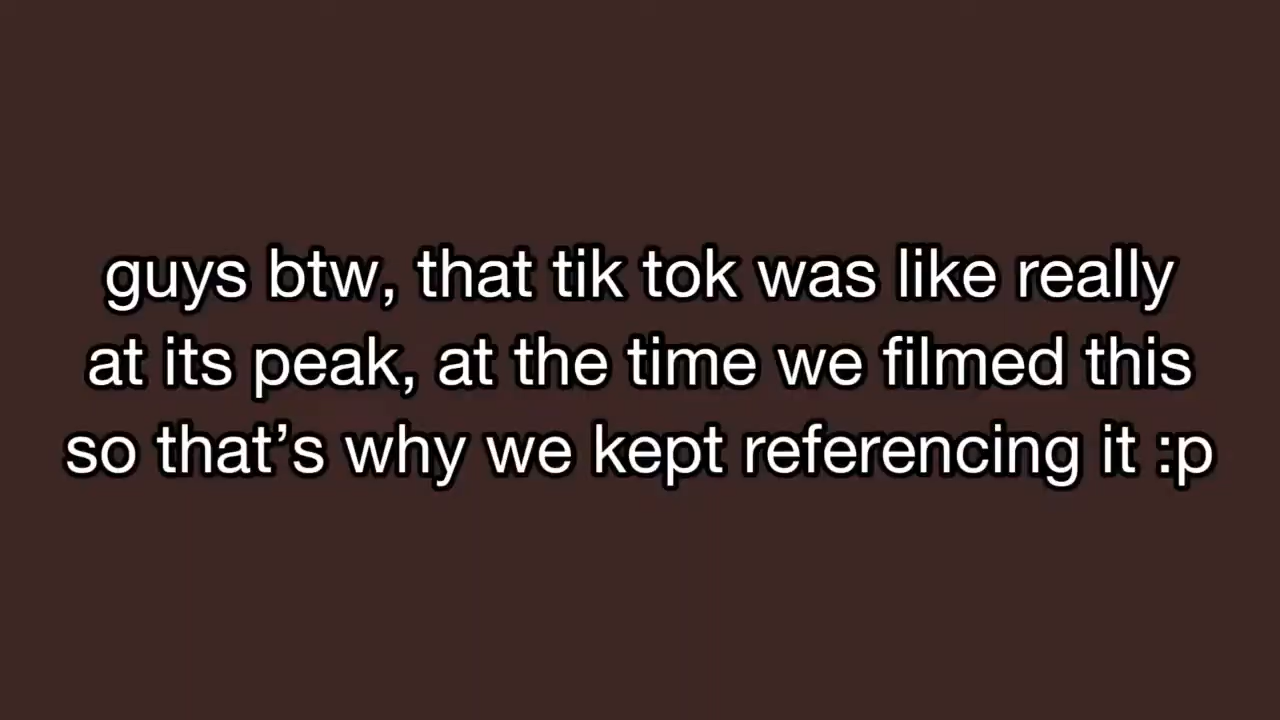 guys btw, that tik tok was like really
at its peak, at the time we filmed this
so that’s why we kept referencing it :p